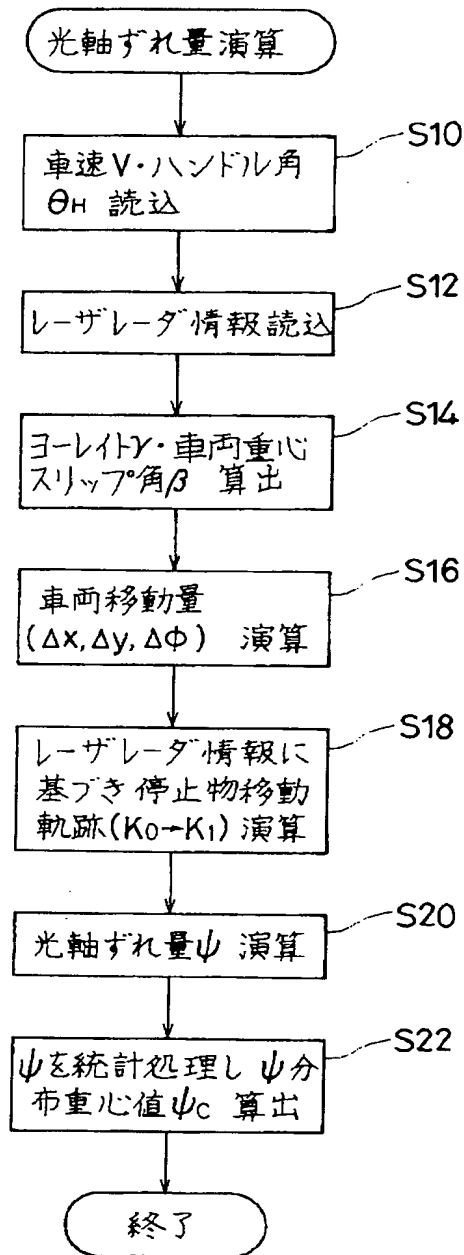 光軸ずれ量演算
S10
車速V・ハンドル角
θH 読込
S12
レーザレーダ情報読込
S14
ヨーレイトγ・車両重心
スリップ角β 算出
S16
車両移動量
(Δx,Δy,ΔΦ) 演算
S18
レーザレーダ情報に
基づき停止物移動
軌跡(K0→K1)演算
S20
光軸ずれ量ψ 演算
S22
ψを統計処理し ψ分
布重心値ψc 算出
終了